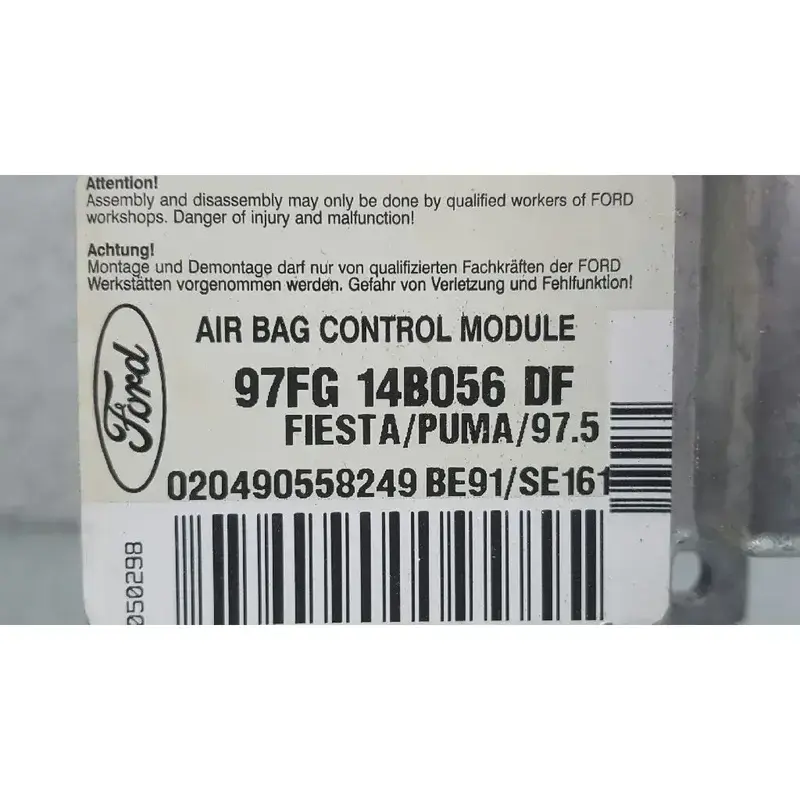 Attention!
Assembly and disassembly may only be done by qualified workers of FORD
workshops. Danger of injury and malfunction!
Achtung!
Montage und Demontage darf nur von qualifizierten Fachkräften der FORD
Werkstätten vorgenommen werden. Gefahr von Verletzung und Fehlfunktion!
Ford
AIR BAG CONTROL MODULE
97FG 14B056 DF
FIESTA/PUMA/97.5
020490558249 BE91/SE161
050298